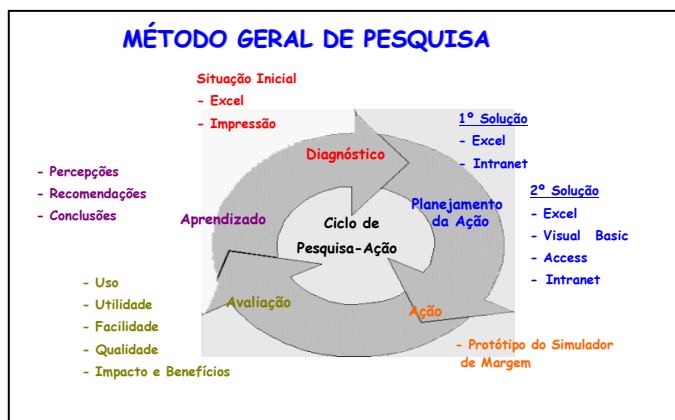 MÉTODO GERAL DE PESQUISA
Situação Inicial
- Excel
- Impressão
Diagnóstico
1º Solução
- Excel
- Intranet
Planejamento
da Ação
2º Solução
- Excel
- Visual Basic
- Access
- Intranet
Ação
- Protótipo do Simulador
de Margem
Avaliação
- Uso
- Utilidade
- Facilidade
- Qualidade
- Impacto e Benefícios
Aprendizado
- Percepções
- Recomendações
- Conclusões
Ciclo de
Pesquisa-Ação